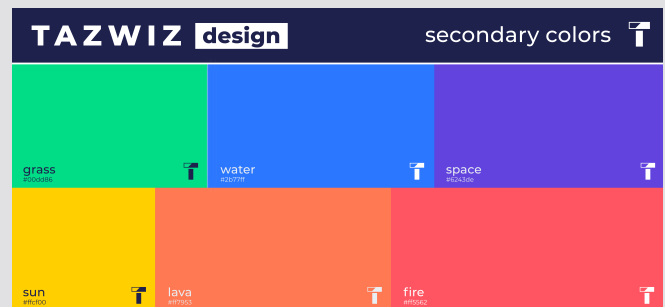 TAZWIZ design
secondary colors
grass
#00dd86
water
#2b77ff
space
#6243de
sun
#ffcf00
lava
#ff7953
fire
#ff5562